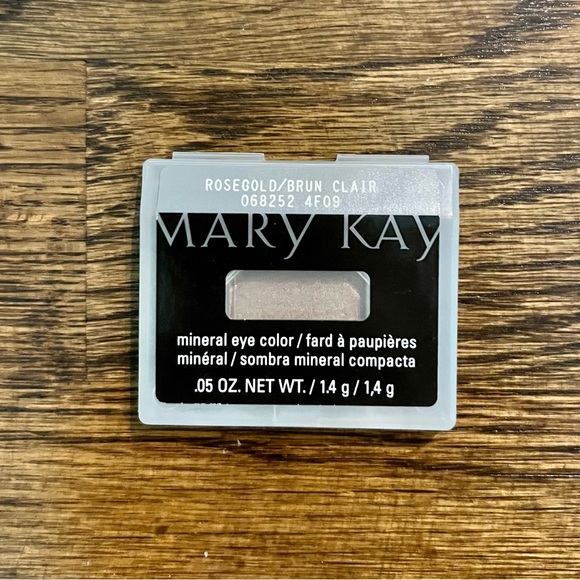 ROSEGOLD/BRUN CLAIR
068252 4F09
MARY KAY
mineral eye color / fard à paupières
minéral / sombra mineral compacta
.05 OZ. NET WT. / 1.4 g / 1,4 g